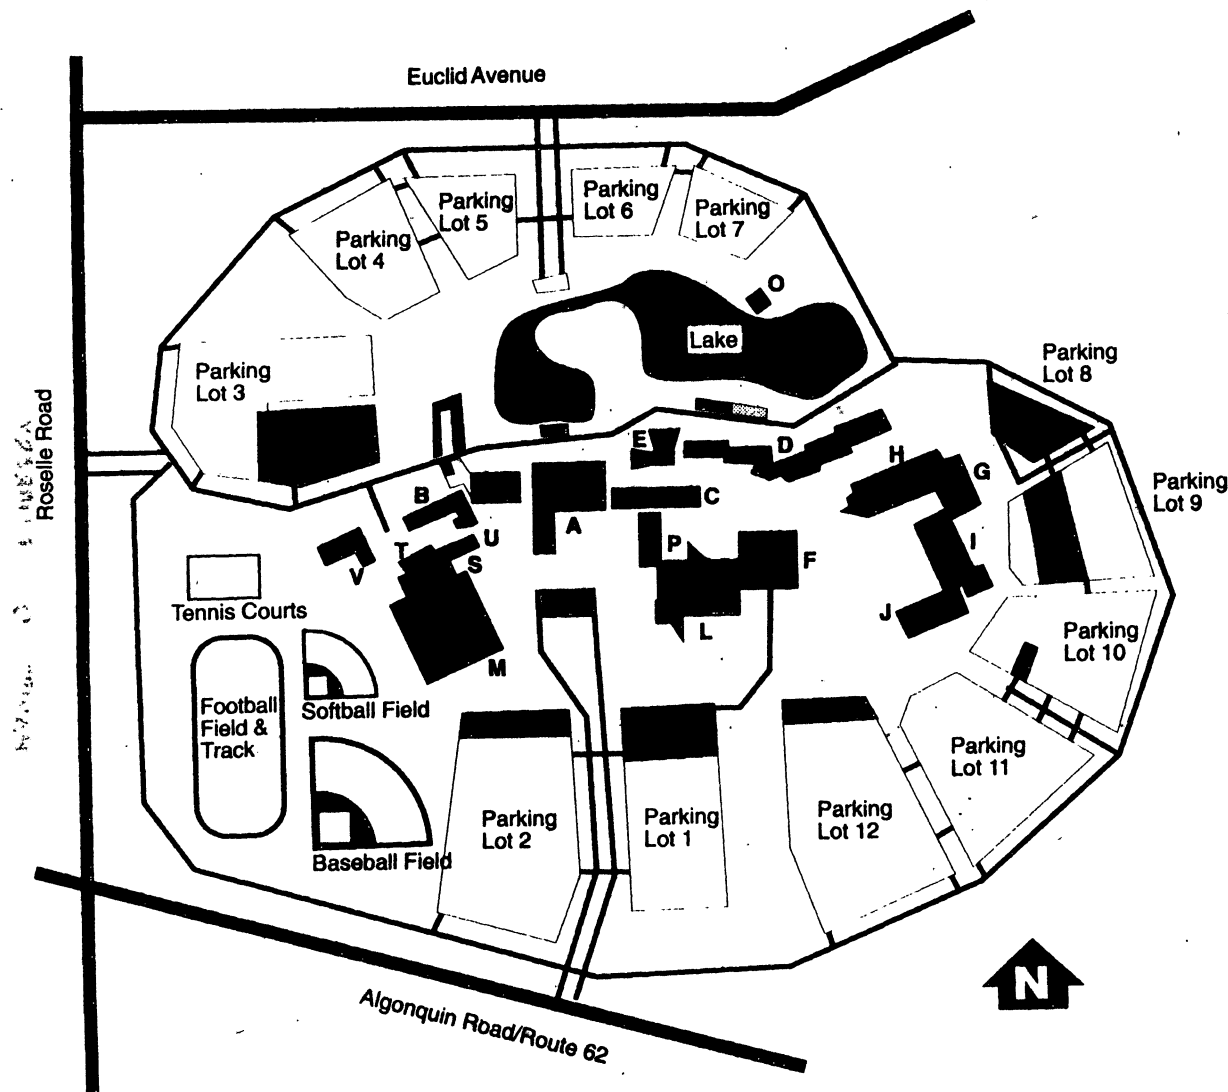 Euclid Avenue
Parking
Lot 5
Parking
Lot 6
Parking
Lot 7
Parking
Lot 4
O
Lake
Parking
Lot 8
Parking
Lot 3
Roselle Road
E
D
H
G
Parking
Lot 9
B
C
A
U
I
T
S
P
F
V
Tennis Courts
J
L
M
Parking
Lot 10
Football
Field &
Track
Softball Field
Parking
Lot 11
Parking
Lot 2
Parking
Lot 1
Parking
Lot 12
Baseball Field
N
Algonquin Road/Route 62